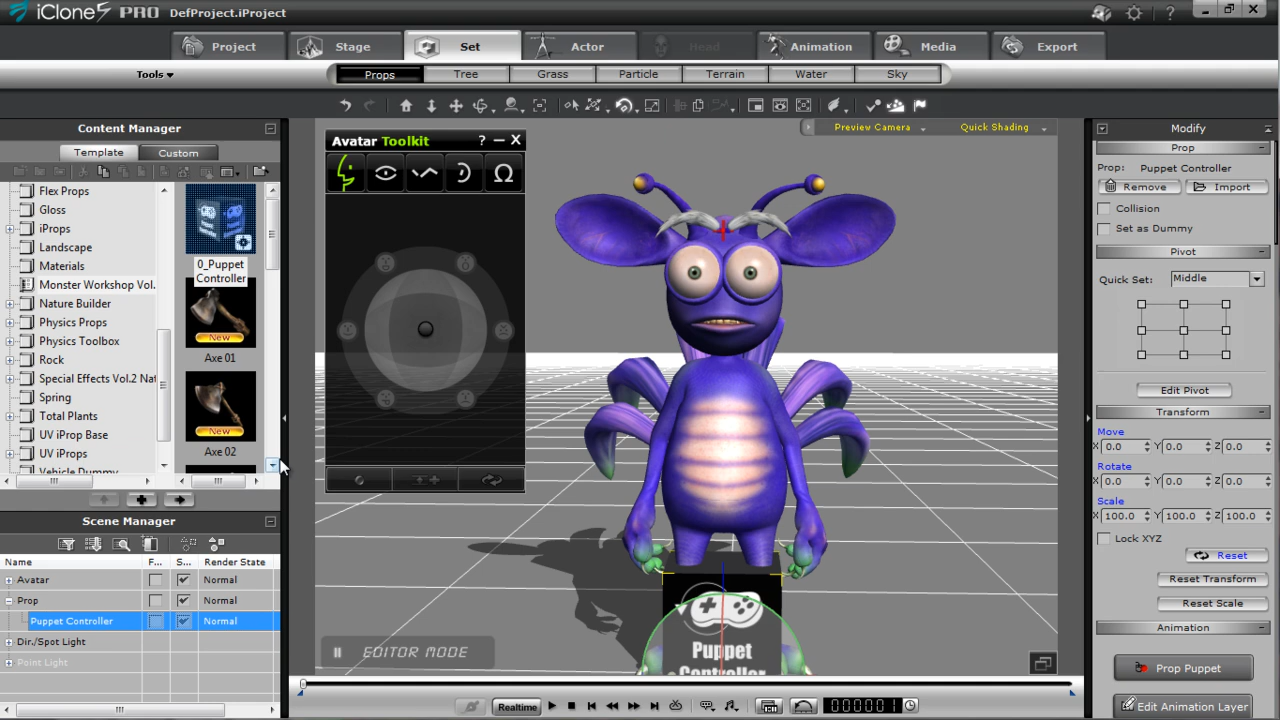 iClone5 PRO DefProject.iProject
Project Stage Set Actor Head Animation Media Export
Tools
Props Tree Grass Particle Terrain Water Sky
Content Manager
Template Custom
Flex Props
Gloss
iProps
Landscape
Materials
Monster Workshop Vol.
Nature Builder
Physics Props
Physics Toolbox
Rock
Special Effects Vol.2 Nat
Spring
Total Plants
UV iProp Base
UV iProps
Vehicle Dummy
0_Puppet
Controller
New
Axe 01
New
Axe 02
Scene Manager
Name F... S... Render State
Avatar Normal
Prop Normal
Puppet Controller Normal
Dir./Spot Light
Point Light
Avatar Toolkit ? — X
Preview Camera Quick Shading
Puppet
Controller
EDITOR MODE
Realtime
000001
Modify
Prop
Prop: Puppet Controller
Remove Import
Collision
Set as Dummy
Pivot
Quick Set: Middle
Edit Pivot
Transform
Move
X 0.0 Y 0.0 Z 0.0
Rotate
X 0.0 Y 0.0 Z 0.0
Scale
X 100.0 Y 100.0 Z 100.0
Lock XYZ
Reset
Reset Transform
Reset Scale
Animation
Prop Puppet
Edit Animation Layer